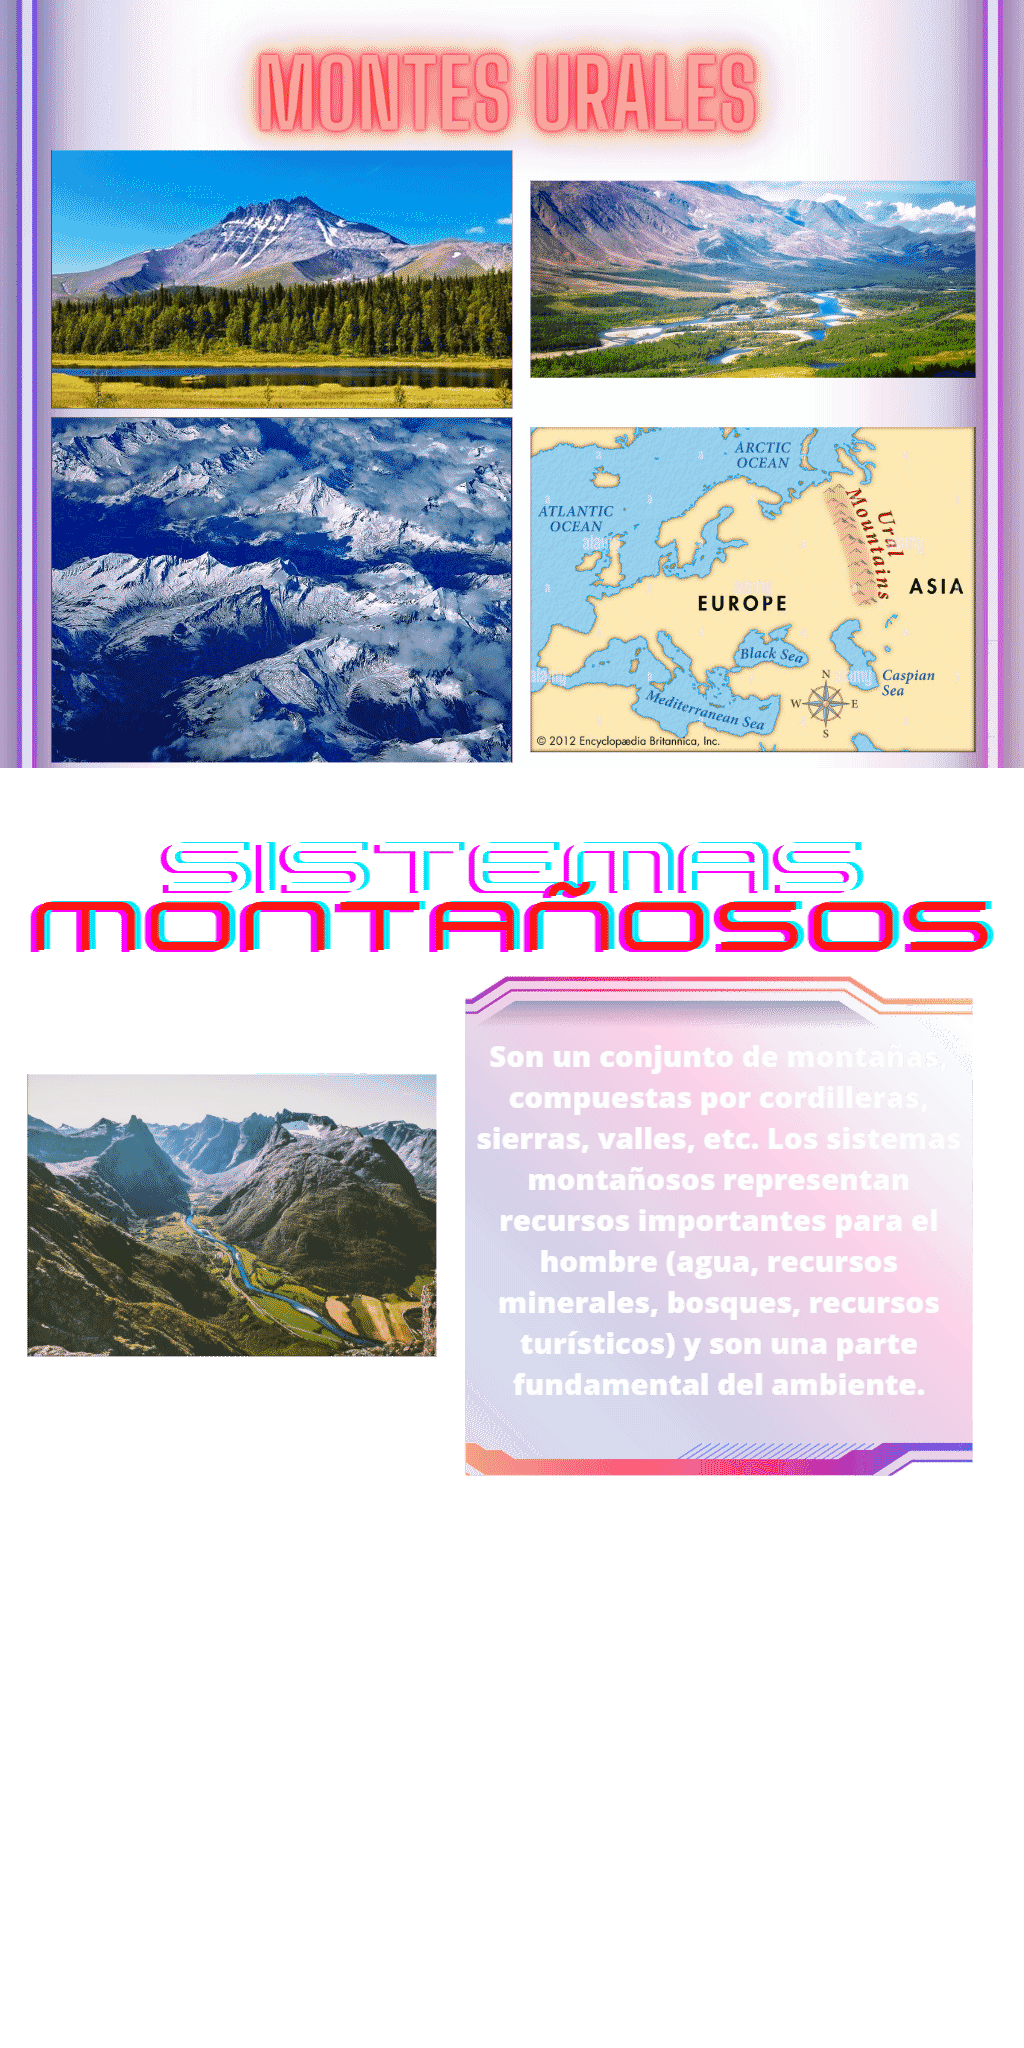 MONTES URALES
ARCTIC
OCEAN
ATLANTIC
OCEAN
Ural
Mountains
ASIA
EUROPE
Black Sea
Caspian
Sea
Mediterranean Sea
N
W
E
S
© 2012 Encyclopædia Britannica, Inc.
alamy
SISTEMAS
MONTAÑOSOS
Son un conjunto de montañas,
compuestas por cordilleras,
sierras, valles, etc. Los sistemas
montañosos representan
recursos importantes para el
hombre (agua, recursos
minerales, bosques, recursos
turísticos) y son una parte
fundamental del ambiente.